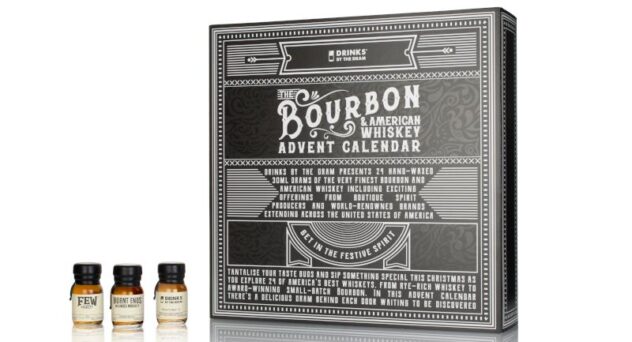 DRINKS
BY THE DRAM
THE
BOURBON
& AMERICAN
WHISKEY
ADVENT CALENDAR
DRINKS BY THE DRAM PRESENTS 24 HAND-WAXED
30ML DRAMS OF THE VERY FINEST BOURBON AND
AMERICAN WHISKEY INCLUDING EXCITING
OFFERINGS FROM BOUTIQUE SPIRIT
PRODUCERS AND WORLD-RENOWNED BRANDS
EXTENDING ACROSS THE UNITED STATES OF AMERICA
GET IN THE FESTIVE SPIRIT
TANTALISE YOUR TASTE BUDS AND SIP SOMETHING SPECIAL THIS CHRISTMAS AS
YOU EXPLORE 24 OF AMERICA'S BEST WHISKEYS. FROM RYE-RICH WHISKEY TO
AWARD-WINNING SMALL-BATCH BOURBON, IN THIS ADVENT CALENDAR
THERE'S A DELICIOUS DRAM BEHIND EACH DOOR WAITING TO BE DISCOVERED
FEW
BURNT ENDS
DRINKS
BY THE DRAM